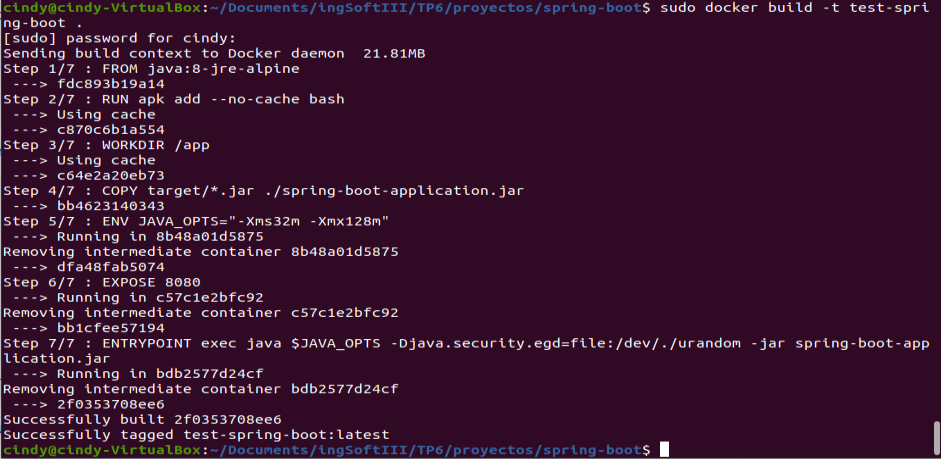 cindy@cindy-VirtualBox:~/Documents/ingSoftIII/TP6/proyectos/spring-boot$ sudo docker build -t test-spri
ng-boot .
[sudo] password for cindy:
Sending build context to Docker daemon  21.81MB
Step 1/7 : FROM java:8-jre-alpine
 ---> fdc893b19a14
Step 2/7 : RUN apk add --no-cache bash
 ---> Using cache
 ---> c870c6b1a554
Step 3/7 : WORKDIR /app
 ---> Using cache
 ---> c64e2a20eb73
Step 4/7 : COPY target/*.jar ./spring-boot-application.jar
 ---> bb4623140343
Step 5/7 : ENV JAVA_OPTS="-Xms32m -Xmx128m"
 ---> Running in 8b48a01d5875
Removing intermediate container 8b48a01d5875
 ---> dfa48fab5074
Step 6/7 : EXPOSE 8080
 ---> Running in c57c1e2bfc92
Removing intermediate container c57c1e2bfc92
 ---> bb1cfee57194
Step 7/7 : ENTRYPOINT exec java $JAVA_OPTS -Djava.security.egd=file:/dev/./urandom -jar spring-boot-app
lication.jar
 ---> Running in bdb2577d24cf
Removing intermediate container bdb2577d24cf
 ---> 2f0353708ee6
Successfully built 2f0353708ee6
Successfully tagged test-spring-boot:latest
cindy@cindy-VirtualBox:~/Documents/ingSoftIII/TP6/proyectos/spring-boot$